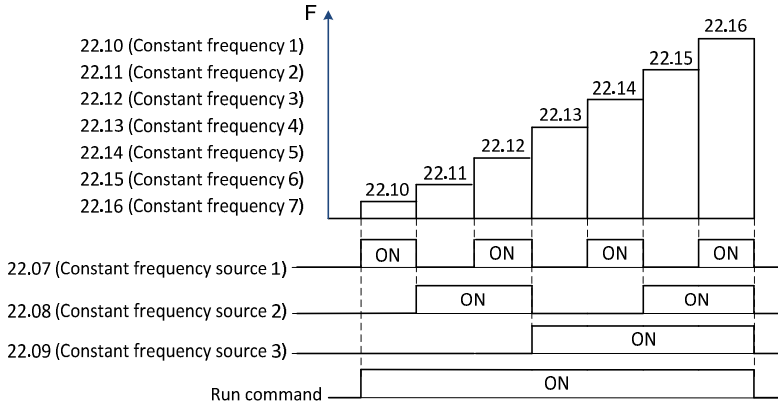 F
22.10 (Constant frequency 1)
22.11 (Constant frequency 2)
22.12 (Constant frequency 3)
22.13 (Constant frequency 4)
22.14 (Constant frequency 5)
22.15 (Constant frequency 6)
22.16 (Constant frequency 7)
22.10
22.11
22.12
22.13
22.14
22.15
22.16
22.07 (Constant frequency source 1)
ON ON ON ON
22.08 (Constant frequency source 2)
ON ON
22.09 (Constant frequency source 3)
ON
Run command
ON